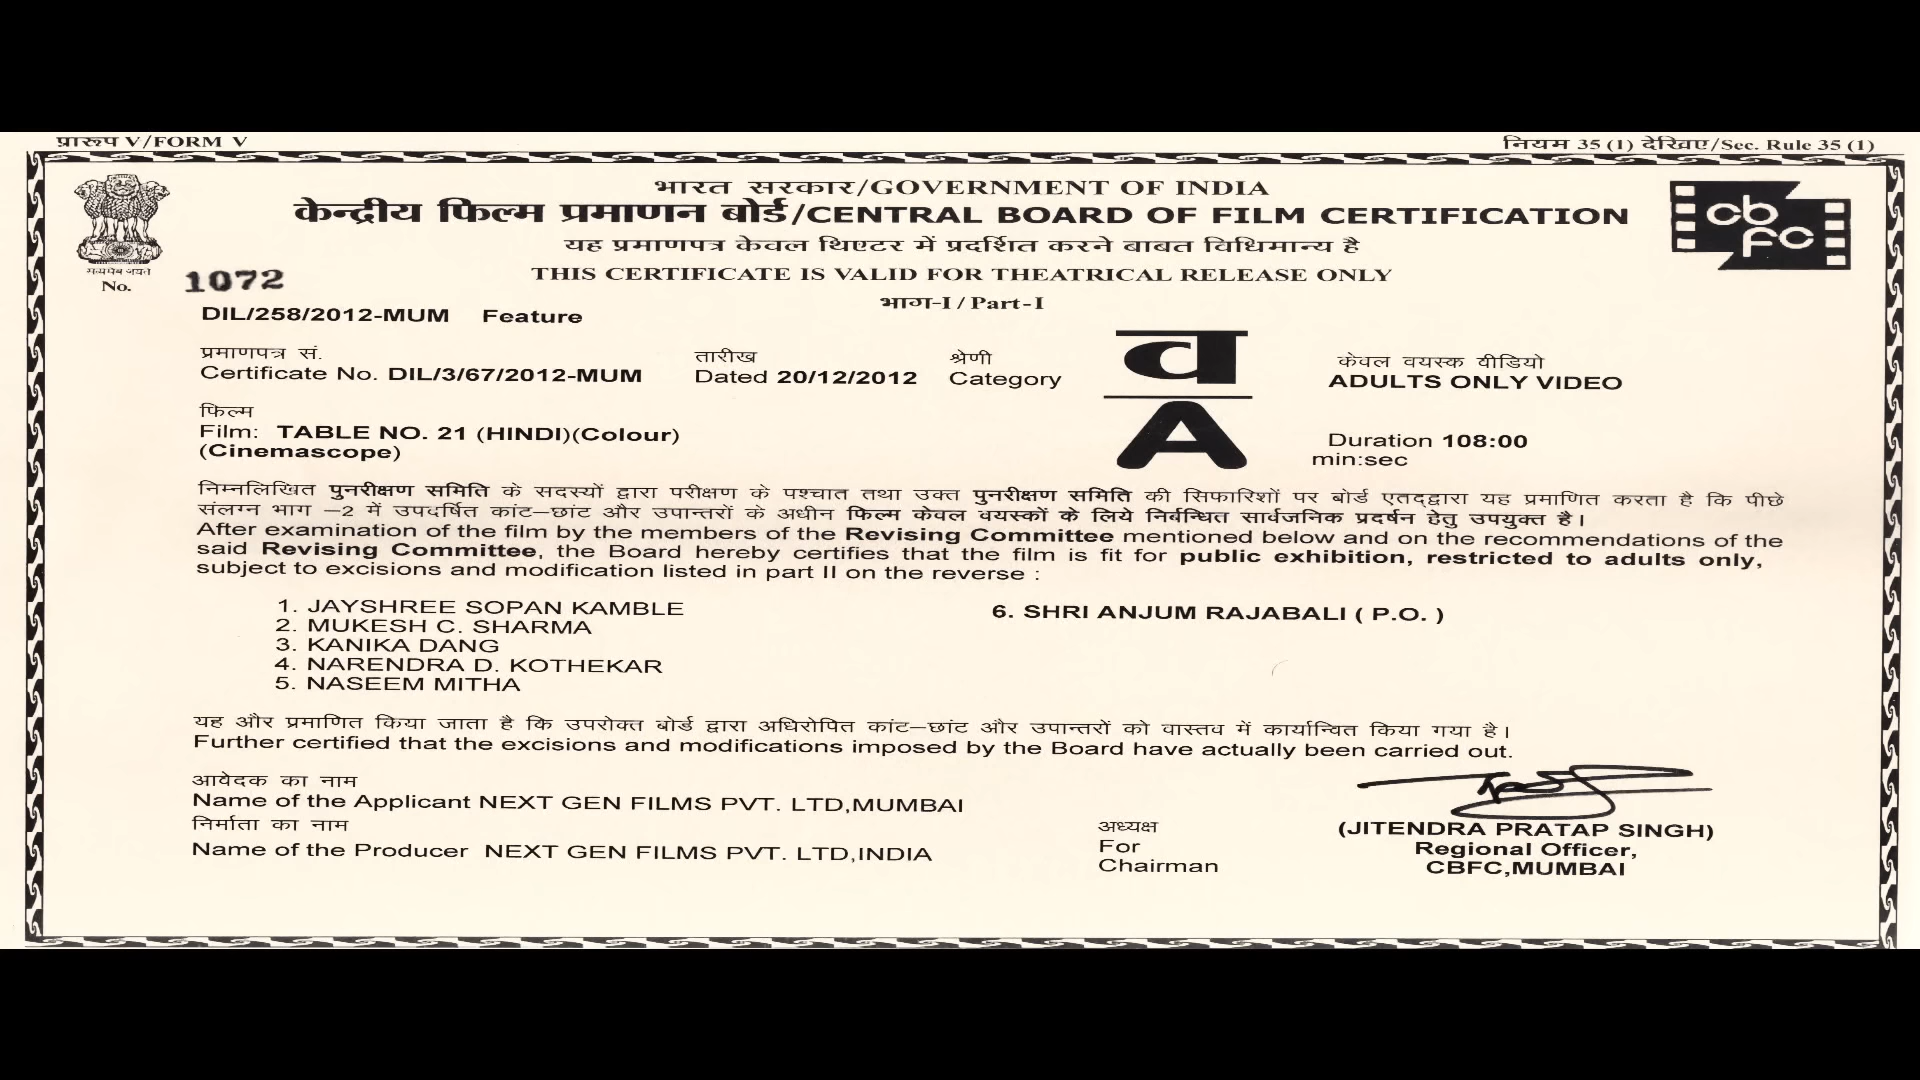 प्रारूप V/FORM V
नियम 35 (1) देखिए/Sec. Rule 35 (1)
भारत सरकार/GOVERNMENT OF INDIA
केन्द्रीय फिल्म प्रमाणन बोर्ड/CENTRAL BOARD OF FILM CERTIFICATION
cbfc
यह प्रमाणपत्र केवल थिएटर में प्रदर्शित करने बाबत विधिमान्य है
सत्यमेव जयते
THIS CERTIFICATE IS VALID FOR THEATRICAL RELEASE ONLY
No. 1072
भाग-I / Part-I
DIL/258/2012-MUM Feature
प्रमाणपत्र सं. तारीख श्रेणी व केवल वयस्क वीडियो
Certificate No. DIL/3/67/2012-MUM Dated 20/12/2012 Category ADULTS ONLY VIDEO
फिल्म
Film: TABLE NO. 21 (HINDI)(Colour) A Duration 108:00
(Cinemascope) min:sec
निम्नलिखित पुनरीक्षण समिति के सदस्यों द्वारा परीक्षण के पश्चात तथा उक्त पुनरीक्षण समिति की सिफारिशों पर बोर्ड एतद्द्वारा यह प्रमाणित करता है कि पीछे
संलग्न भाग –2 में उपदर्षित कांट–छांट और उपान्तरों के अधीन फिल्म केवल वयस्कों के लिये निर्बन्धित सार्वजनिक प्रदर्षन हेतु उपयुक्त है।
After examination of the film by the members of the Revising Committee mentioned below and on the recommendations of the
said Revising Committee, the Board hereby certifies that the film is fit for public exhibition, restricted to adults only,
subject to excisions and modification listed in part II on the reverse :
1. JAYSHREE SOPAN KAMBLE 6. SHRI ANJUM RAJABALI ( P.O. )
2. MUKESH C. SHARMA
3. KANIKA DANG
4. NARENDRA D. KOTHEKAR
5. NASEEM MITHA
यह और प्रमाणित किया जाता है कि उपरोक्त बोर्ड द्वारा अधिरोपित कांट–छांट और उपान्तरों को वास्तव में कार्यान्वित किया गया है।
Further certified that the excisions and modifications imposed by the Board have actually been carried out.
आवेदक का नाम
Name of the Applicant NEXT GEN FILMS PVT. LTD,MUMBAI
निर्माता का नाम अध्यक्ष (JITENDRA PRATAP SINGH)
Name of the Producer NEXT GEN FILMS PVT. LTD,INDIA For Regional Officer,
Chairman CBFC,MUMBAI